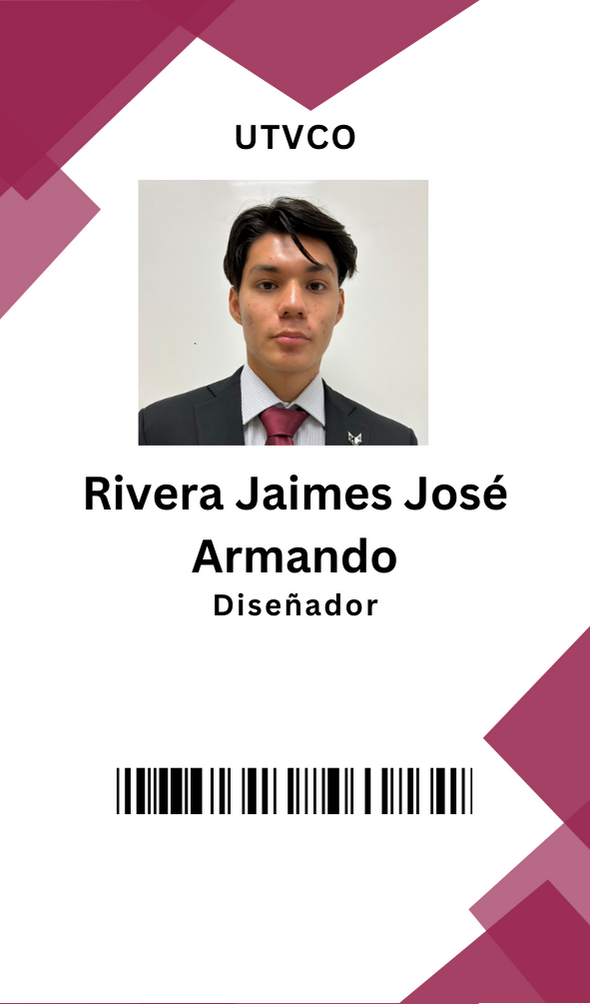 UTVCO
Rivera Jaimes José
Armando
Diseñador